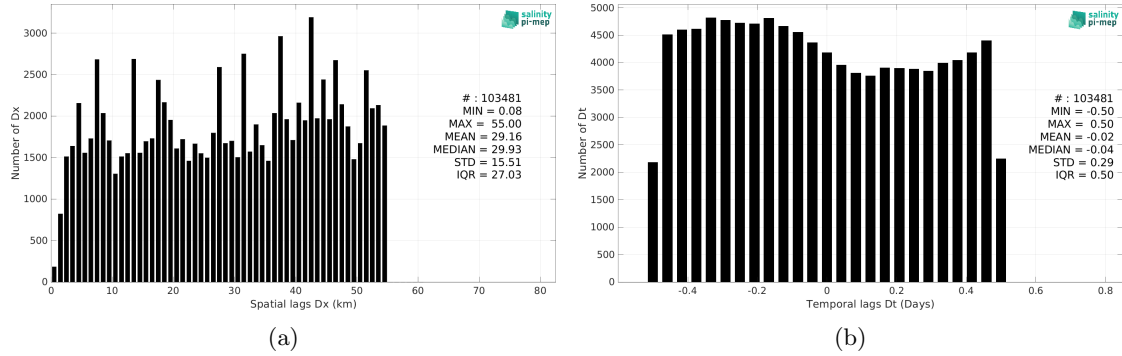 salinity
pi-mep
Number of Dx
3000
2500
2000
1500
1000
500
0
# : 103481
MIN = 0.08
MAX = 55.00
MEAN = 29.16
MEDIAN = 29.93
STD = 15.51
IQR = 27.03
0 10 20 30 40 50 60 70 80
Spatial lags Dx (km)
(a)
salinity
pi-mep
Number of Dt
5000
4500
4000
3500
3000
2500
2000
1500
1000
500
0
# : 103481
MIN = -0.50
MAX = 0.50
MEAN = -0.02
MEDIAN = -0.04
STD = 0.29
IQR = 0.50
-0.4 -0.2 0 0.2 0.4 0.6 0.8
Temporal lags Dt (Days)
(b)